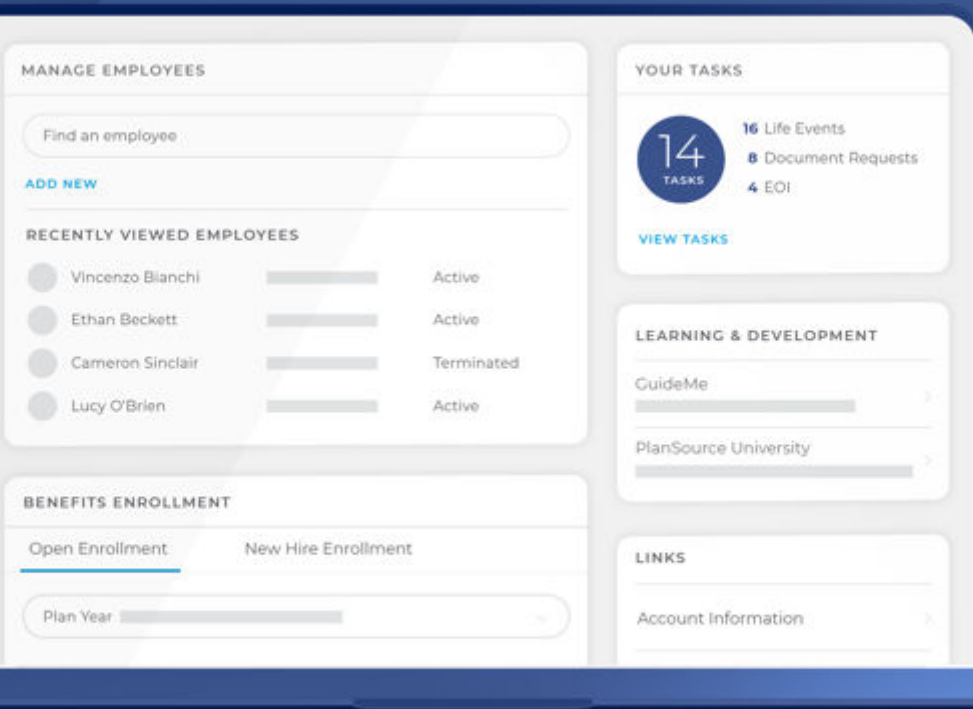 MANAGE EMPLOYEES
Find an employee
ADD NEW
RECENTLY VIEWED EMPLOYEES
Vincenzo Bianchi Active
Ethan Beckett Active
Cameron Sinclair Terminated
Lucy O'Brien Active
BENEFITS ENROLLMENT
Open Enrollment New Hire Enrollment
Plan Year
YOUR TASKS
14
TASKS
16 Life Events
8 Document Requests
4 EOI
VIEW TASKS
LEARNING & DEVELOPMENT
GuideMe
PlanSource University
LINKS
Account Information